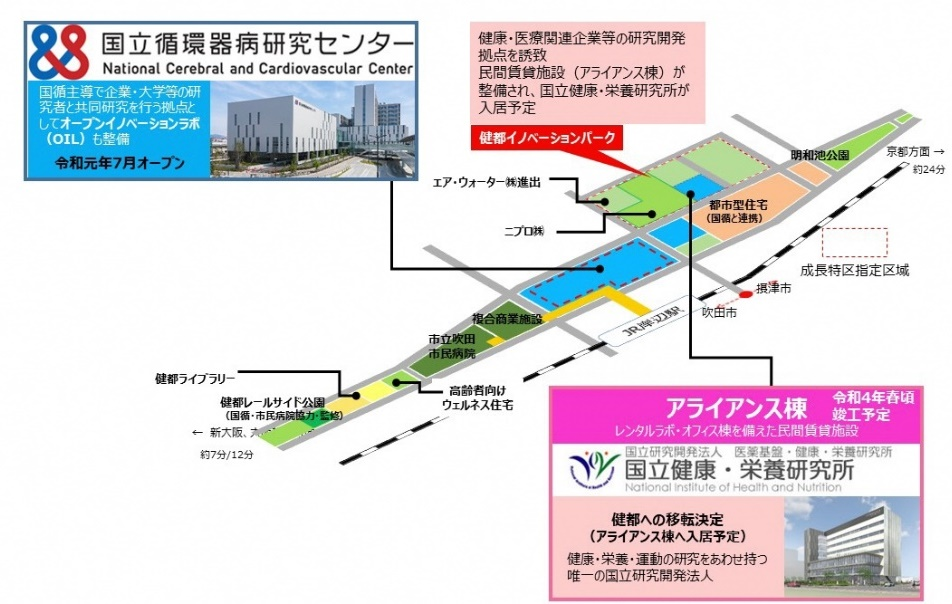 国立循環器病研究センター
National Cerebral and Cardiovascular Center
国循主導で企業・大学等の研
究者と共同研究を行う拠点と
してオープンイノベーションラボ
（OIL）も整備
令和元年7月オープン
健康・医療関連企業等の研究開発
拠点を誘致
民間賃貸施設（アライアンス棟）が
整備され、国立健康・栄養研究所が
入居予定
健都イノベーションパーク
エア・ウォーター㈱進出
ニプロ㈱
明和池公園
京都方面 →
約24分
都市型住宅
（国循と連携）
成長特区指定区域
摂津市
吹田市
JR岸辺駅
複合商業施設
市立吹田
市民病院
健都ライブラリー
高齢者向け
ウェルネス住宅
健都レールサイド公園
（国循・市民病院協力・監修）
← 新大阪、
約7分/12分
アライアンス棟
令和4年春頃
竣工予定
レンタルラボ・オフィス棟を備えた民間賃貸施設
国立研究開発法人 医薬基盤・健康・栄養研究所
国立健康・栄養研究所
National Institute of Health and Nutrition
健都への移転決定
（アライアンス棟へ入居予定）
健康・栄養・運動の研究をあわせ持つ
唯一の国立研究開発法人